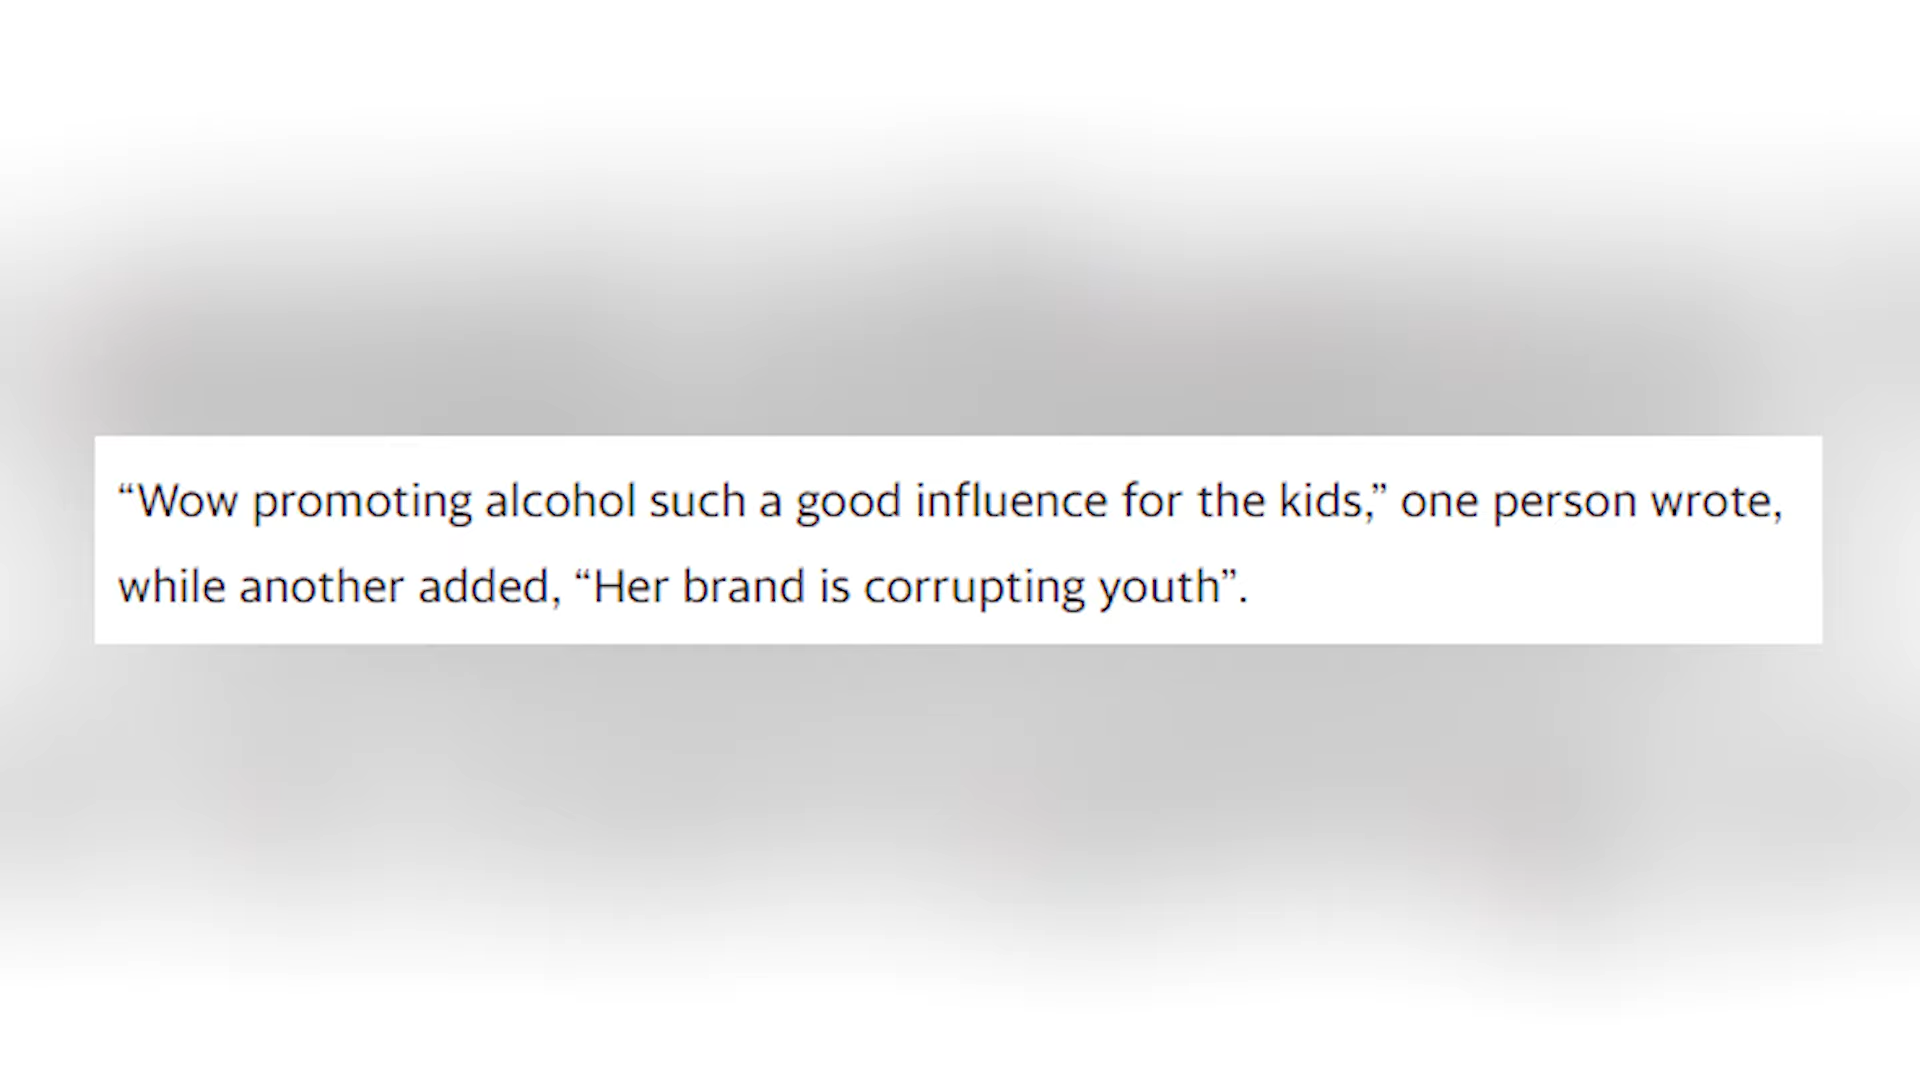 “Wow promoting alcohol such a good influence for the kids,” one person wrote,
while another added, “Her brand is corrupting youth”.